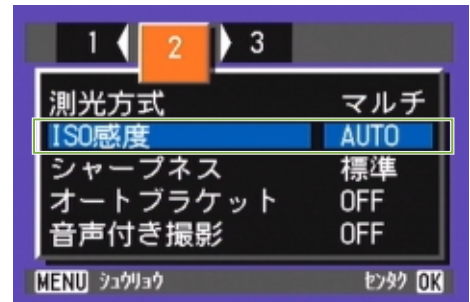 1 2 3
測光方式 マルチ
ISO感度 AUTO
シャープネス 標準
オートブラケット OFF
音声付き撮影 OFF
MENU ｼｭｳﾘｮｳ ｾﾝﾀｸ OK